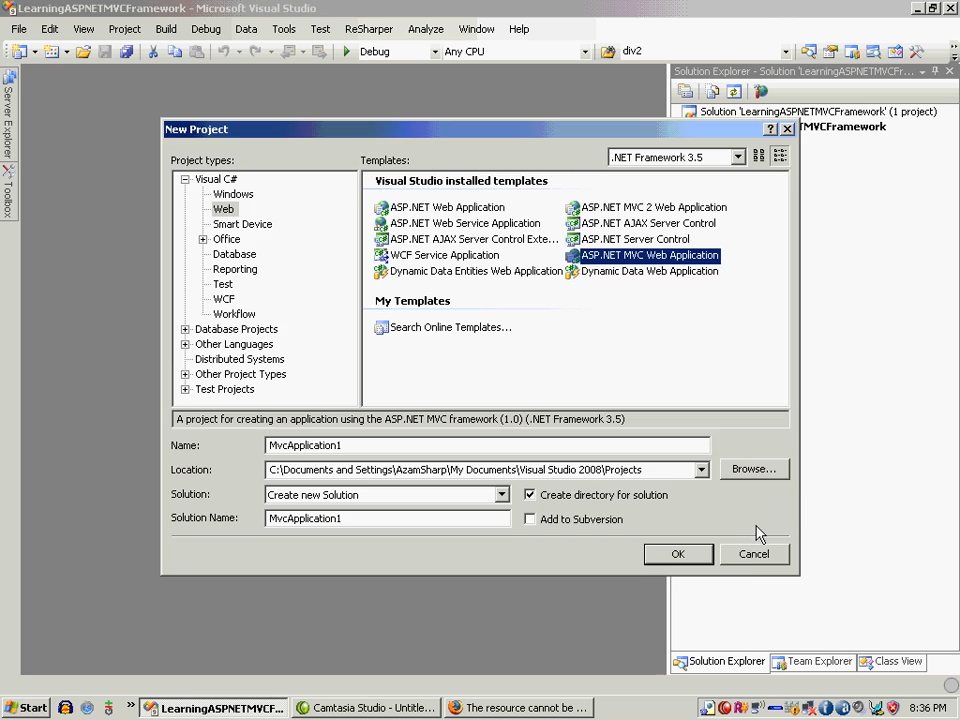 LearningASPNETMVCFramework - Microsoft Visual Studio
File Edit View Project Build Debug Data Tools Test ReSharper Analyze Window Help
Debug Any CPU div2
Server Explorer
Toolbox
Solution Explorer - Solution 'LearningASPNETMVCFr...
Solution 'LearningASPNETMVCFramework' (1 project)
MVCFramework
New Project
Project types:
Templates:
.NET Framework 3.5
Visual C#
Windows
Web
Smart Device
Office
Database
Reporting
Test
WCF
Workflow
Database Projects
Other Languages
Distributed Systems
Other Project Types
Test Projects
Visual Studio installed templates
ASP.NET Web Application
ASP.NET MVC 2 Web Application
ASP.NET Web Service Application
ASP.NET AJAX Server Control
ASP.NET AJAX Server Control Exte...
ASP.NET Server Control
WCF Service Application
ASP.NET MVC Web Application
Dynamic Data Entities Web Application
Dynamic Data Web Application
My Templates
Search Online Templates...
A project for creating an application using the ASP.NET MVC framework (1.0) (.NET Framework 3.5)
Name:
MvcApplication1
Location:
C:\Documents and Settings\AzamSharp\My Documents\Visual Studio 2008\Projects
Browse...
Solution:
Create new Solution
Create directory for solution
Solution Name:
MvcApplication1
Add to Subversion
OK
Cancel
Solution Explorer
Team Explorer
Class View
Start
LearningASPNETMVCF...
Camtasia Studio - Untitle...
The resource cannot be ...
8:36 PM